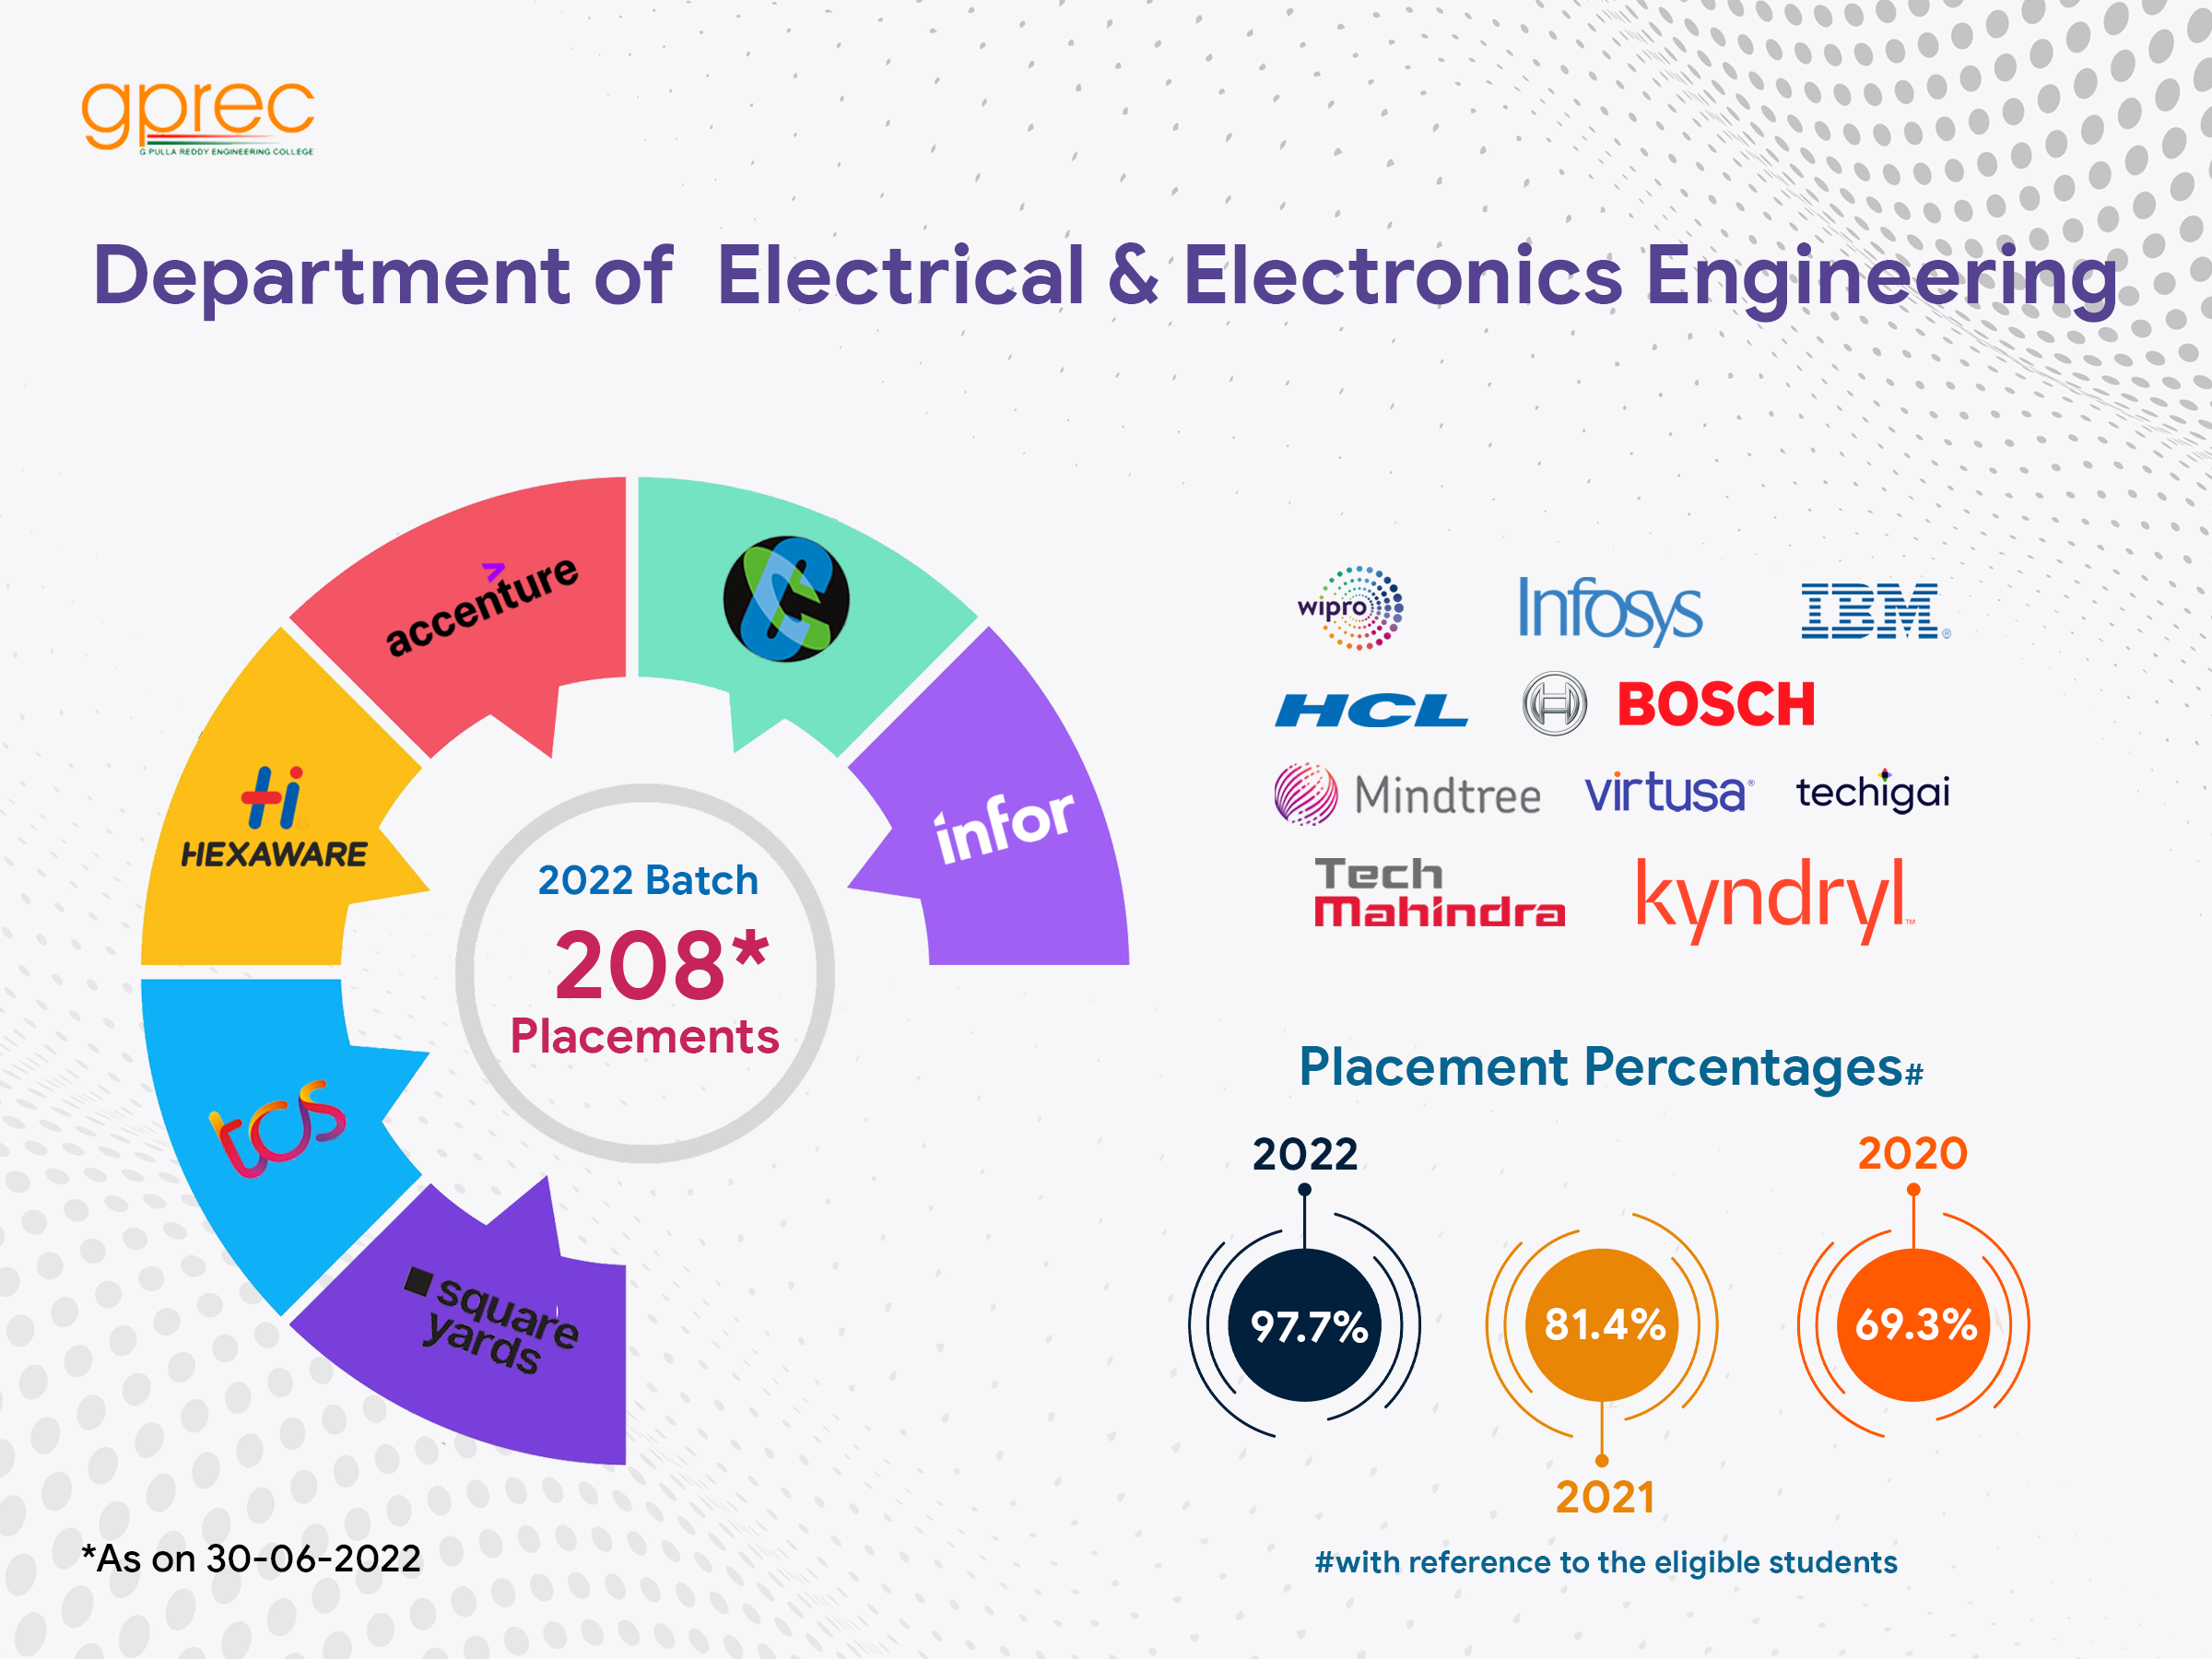 gprec
G PULLA REDDY ENGINEERING COLLEGE
Department of Electrical & Electronics Engineering
accenture
infor
HEXAWARE
tcs
square
yards
2022 Batch
208*
Placements
wipro
Infosys
IBM®
HCL
BOSCH
Mindtree
virtusa®
techigai
Tech
Mahindra
kyndryl™
Placement Percentages#
2022
2020
97.7%
81.4%
69.3%
2021
*As on 30-06-2022
#with reference to the eligible students